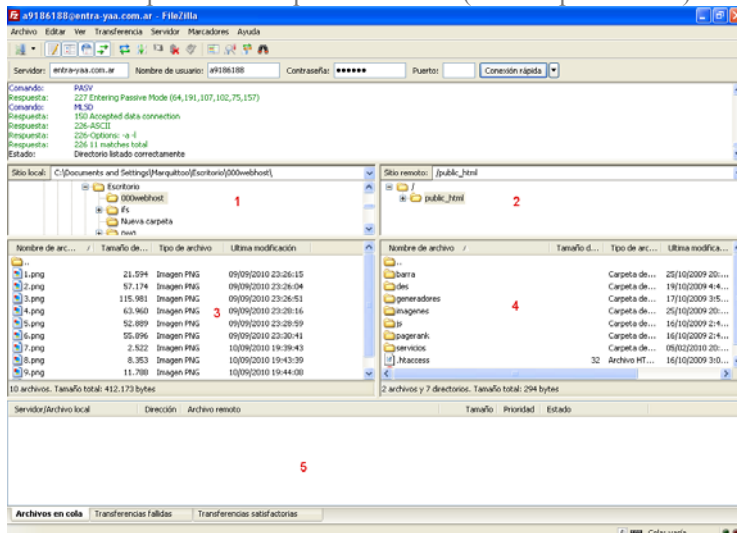 a9186188@entra-yaa.com.ar - FileZilla
Archivo Editar Ver Transferencia Servidor Marcadores Ayuda
Servidor: entra-yaa.com.ar Nombre de usuario: a9186188 Contraseña: ●●●●●● Puerto: Conexión rápida
Comando: PASV
Respuesta: 227 Entering Passive Mode (64,191,107,102,75,157)
Comando: MLSD
Respuesta: 150 Accepted data connection
Respuesta: 226-ASCII
Respuesta: 226-Options: -a -l
Respuesta: 226 11 matches total
Estado: Directorio listado correctamente
Sitio local: C:\Documents and Settings\Marquittoo\Escritorio\000webhost\
Escritorio
000webhost
ifs
Nueva carpeta
1
Sitio remoto: /public_html
/
public_html
2
Nombre de arc... / Tamaño de... Tipo de archivo Ultima modificación
..
1.png 21.594 Imagen PNG 09/09/2010 23:26:15
2.png 57.174 Imagen PNG 09/09/2010 23:26:04
3.png 115.981 Imagen PNG 09/09/2010 23:26:51
4.png 63.960 Imagen PNG 09/09/2010 23:28:16
5.png 52.889 Imagen PNG 09/09/2010 23:28:59
6.png 55.896 Imagen PNG 09/09/2010 23:30:41
7.png 2.522 Imagen PNG 10/09/2010 19:39:43
8.png 8.353 Imagen PNG 10/09/2010 19:43:39
9.png 11.788 Imagen PNG 10/09/2010 19:44:08
3
10 archivos. Tamaño total: 412.173 bytes
Nombre de archivo / Tamaño d... Tipo de arc... Ultima modifica...
..
barra Carpeta de... 25/10/2009 20:...
des Carpeta de... 19/10/2009 4:4...
generadores Carpeta de... 17/10/2009 3:5...
imagenes Carpeta de... 25/10/2009 20:...
js Carpeta de... 16/10/2009 2:4...
pagerank Carpeta de... 16/10/2009 2:4...
servicios Carpeta de... 05/02/2010 20:...
.htaccess 32 Archivo HT... 16/10/2009 3:0...
4
2 archivos y 7 directorios. Tamaño total: 294 bytes
Servidor/Archivo local Dirección Archivo remoto Tamaño Prioridad Estado
5
Archivos en cola Transferencias fallidas Transferencias satisfactorias